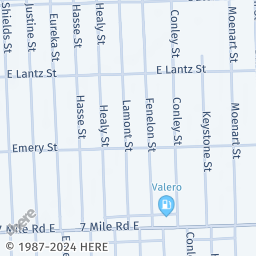 Shields St
Justine St
Eureka St
Healy St
Conley St
Moenart St
E Lantz St
E Lantz St
Hasse St
Healy St
Lamont St
Fenelon St
Conley St
Keystone St
Moenart St
Emery St
Valero
7 Mile Rd E
7 Mile Rd E
here
© 1987-2024 HERE